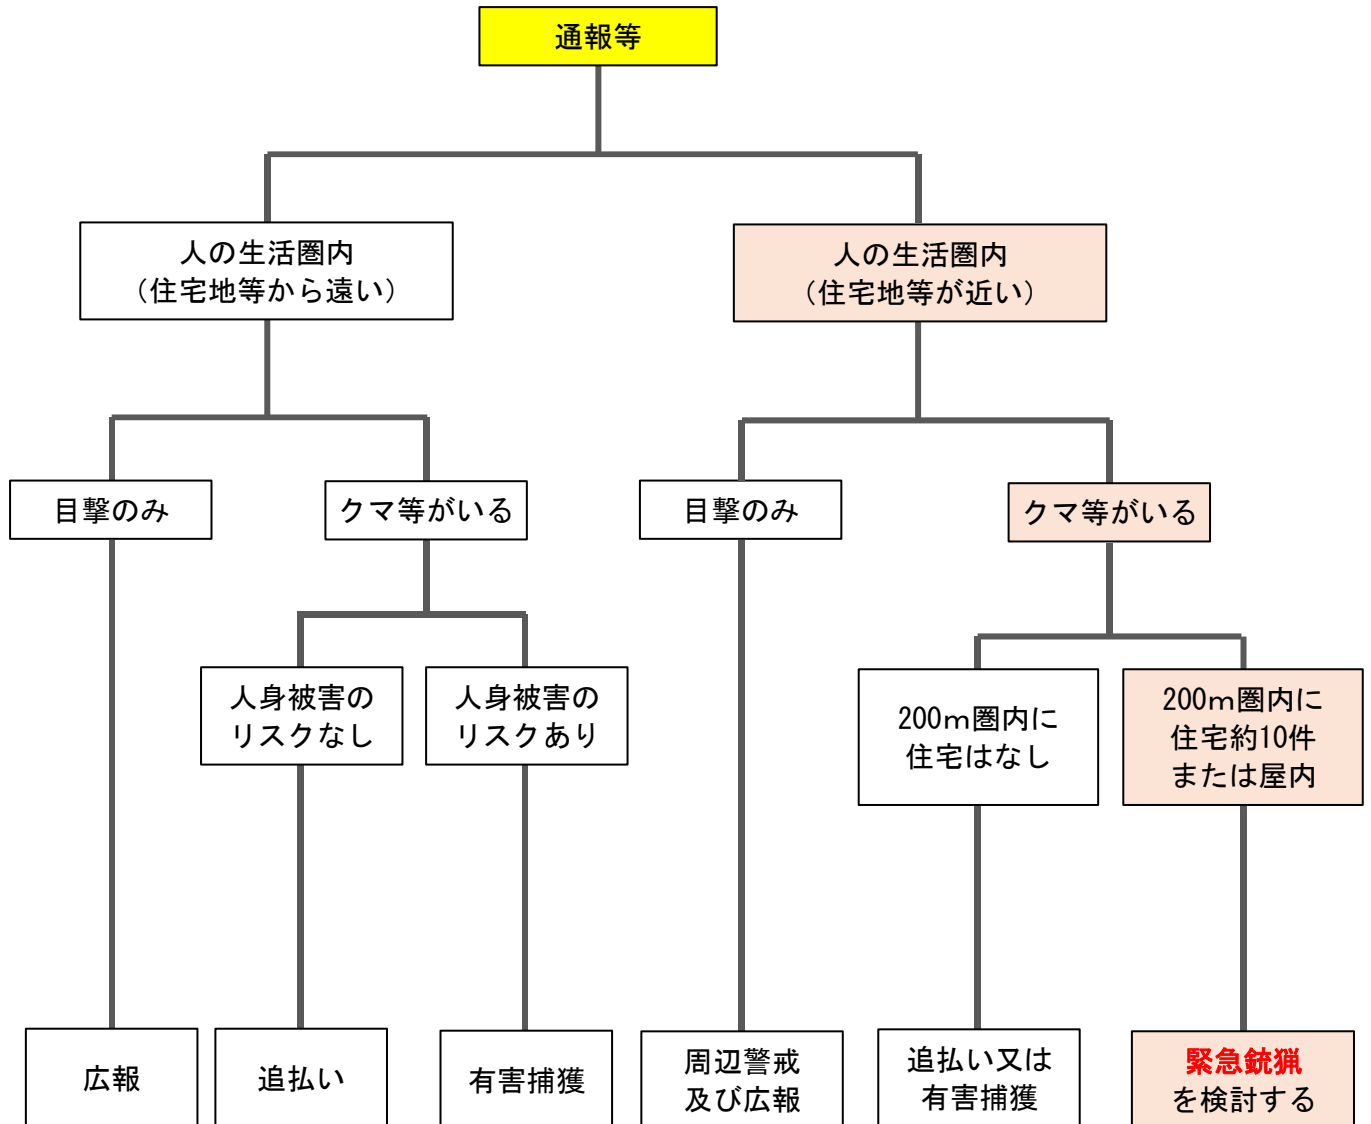 通報等
人の生活圏内
（住宅地等から遠い）
人の生活圏内
（住宅地等が近い）
目撃のみ
クマ等がいる
目撃のみ
クマ等がいる
人身被害の
リスクなし
人身被害の
リスクあり
200ｍ圏内に
住宅はなし
200ｍ圏内に
住宅約10件
または屋内
広報
追払い
有害捕獲
周辺警戒
及び広報
追払い又は
有害捕獲
緊急銃猟
を検討する